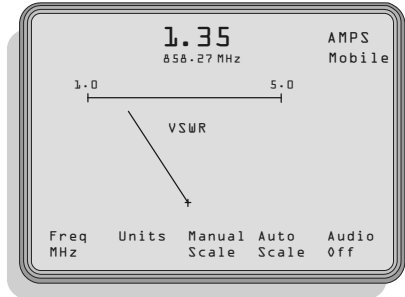 1.35
AMPS
858.27 MHz
Mobile
1.0
5.0
VSWR
Freq Units Manual Auto Audio
MHz Scale Scale Off